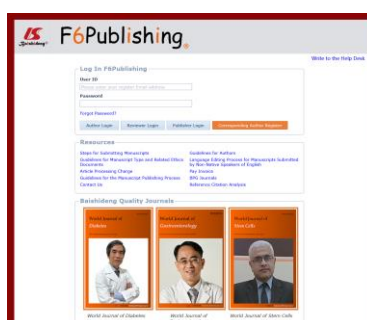 Baishideng®
F6Publishing®
Write to the Help Desk
Log In F6Publishing
User ID
Password
Forgot Password?
Author Login
Reviewer Login
Publisher Login
Corresponding Author Register
Resources
Steps for Submitting Manuscripts
Guidelines for Authors
Guidelines for Manuscript Type and Related Ethics Documents
Language Editing Process for Manuscripts Submitted by Non-Native Speakers of English
Article Processing Charge
Pay Invoice
Guidelines for the Manuscript Publishing Process
BPG Journals
Contact Us
Reference Citation Analysis
Baishideng Quality Journals
World Journal of
Diabetes
World Journal of
Gastroenterology
World Journal of
Stem Cells
World Journal of Diabetes
World Journal of
World Journal of Stem Cells